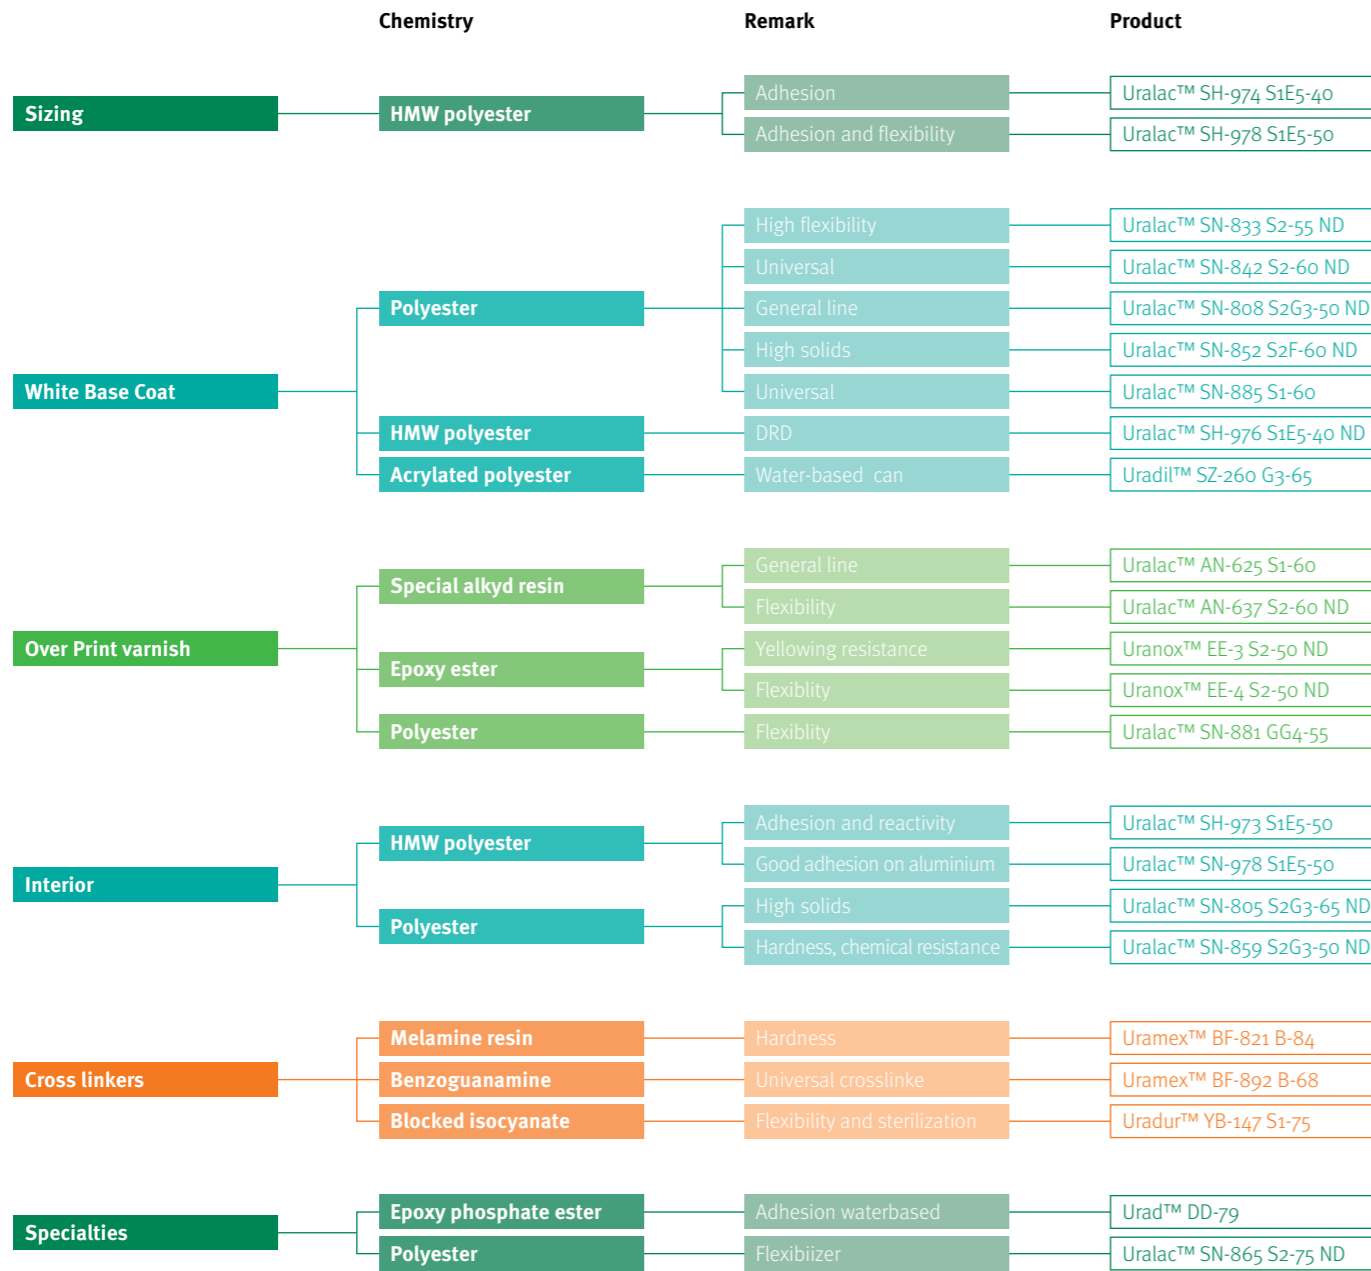 Chemistry Remark Product
Adhesion Uralac™ SH-974 S1E5-40
Sizing HMW polyester
Adhesion and flexibility Uralac™ SH-978 S1E5-50
High flexibility Uralac™ SN-833 S2-55 ND
Universal Uralac™ SN-842 S2-60 ND
Polyester General line Uralac™ SN-808 S2G3-50 ND
High solids Uralac™ SN-852 S2F-60 ND
White Base Coat Universal Uralac™ SN-885 S1-60
HMW polyester DRD Uralac™ SH-976 S1E5-40 ND
Acrylated polyester Water-based can Uradil™ SZ-260 G3-65
General line Uralac™ AN-625 S1-60
Special alkyd resin
Flexibility Uralac™ AN-637 S2-60 ND
Over Print varnish Yellowing resistance Uranox™ EE-3 S2-50 ND
Epoxy ester
Flexiblity Uranox™ EE-4 S2-50 ND
Polyester Flexiblity Uralac™ SN-881 GG4-55
Adhesion and reactivity Uralac™ SH-973 S1E5-50
HMW polyester
Good adhesion on aluminium Uralac™ SN-978 S1E5-50
Interior
High solids Uralac™ SN-805 S2G3-65 ND
Polyester
Hardness, chemical resistance Uralac™ SN-859 S2G3-50 ND
Melamine resin Hardness Uramex™ BF-821 B-84
Cross linkers Benzoguanamine Universal crosslinke Uramex™ BF-892 B-68
Blocked isocyanate Flexibility and sterilization Uradur™ YB-147 S1-75
Epoxy phosphate ester Adhesion waterbased Urad™ DD-79
Specialties
Polyester Flexibiizer Uralac™ SN-865 S2-75 ND